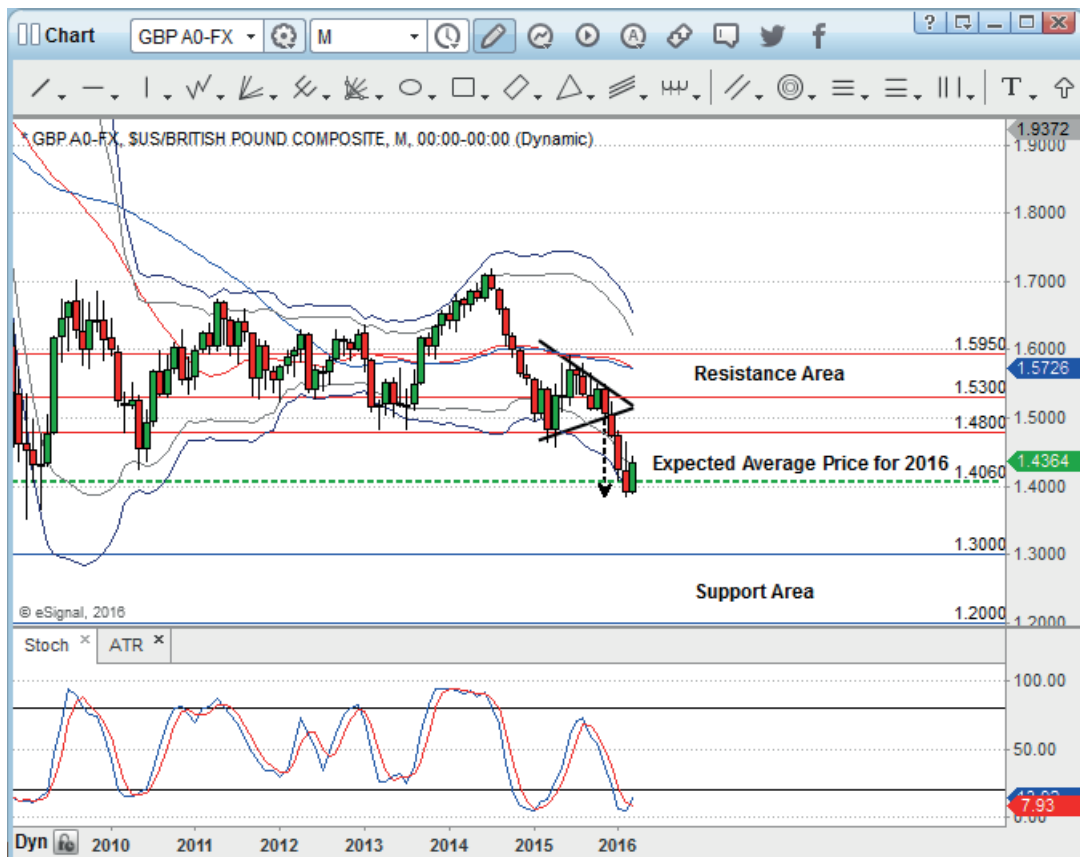 Chart GBP A0-FX M
T
* GBP A0-FX, $US/BRITISH POUND COMPOSITE, M, 00:00-00:00 (Dynamic)
1.9372
1.9000
1.8000
1.7000
1.6000
1.5950
1.5726
Resistance Area
1.5300
1.5000
1.4800
Expected Average Price for 2016
1.4364
1.4060
1.4000
1.3000
1.3000
Support Area
1.2000
1.2000
© eSignal, 2016
Stoch ATR
100.00
50.00
7.93
0.00
Dyn 2010 2011 2012 2013 2014 2015 2016